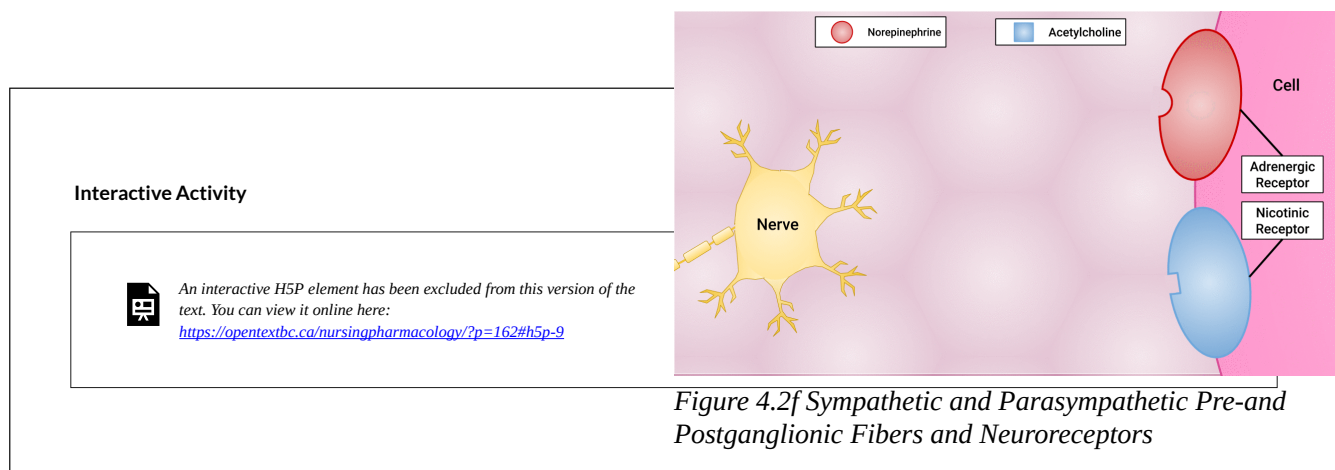 Norepinephrine
Acetylcholine
Cell
Adrenergic
Receptor
Nicotinic
Receptor
Nerve
Interactive Activity
An interactive H5P element has been excluded from this version of the
text. You can view it online here:
https://opentextbc.ca/nursingpharmacology/?p=162#h5p-9
Figure 4.2f Sympathetic and Parasympathetic Pre-and
Postganglionic Fibers and Neuroreceptors